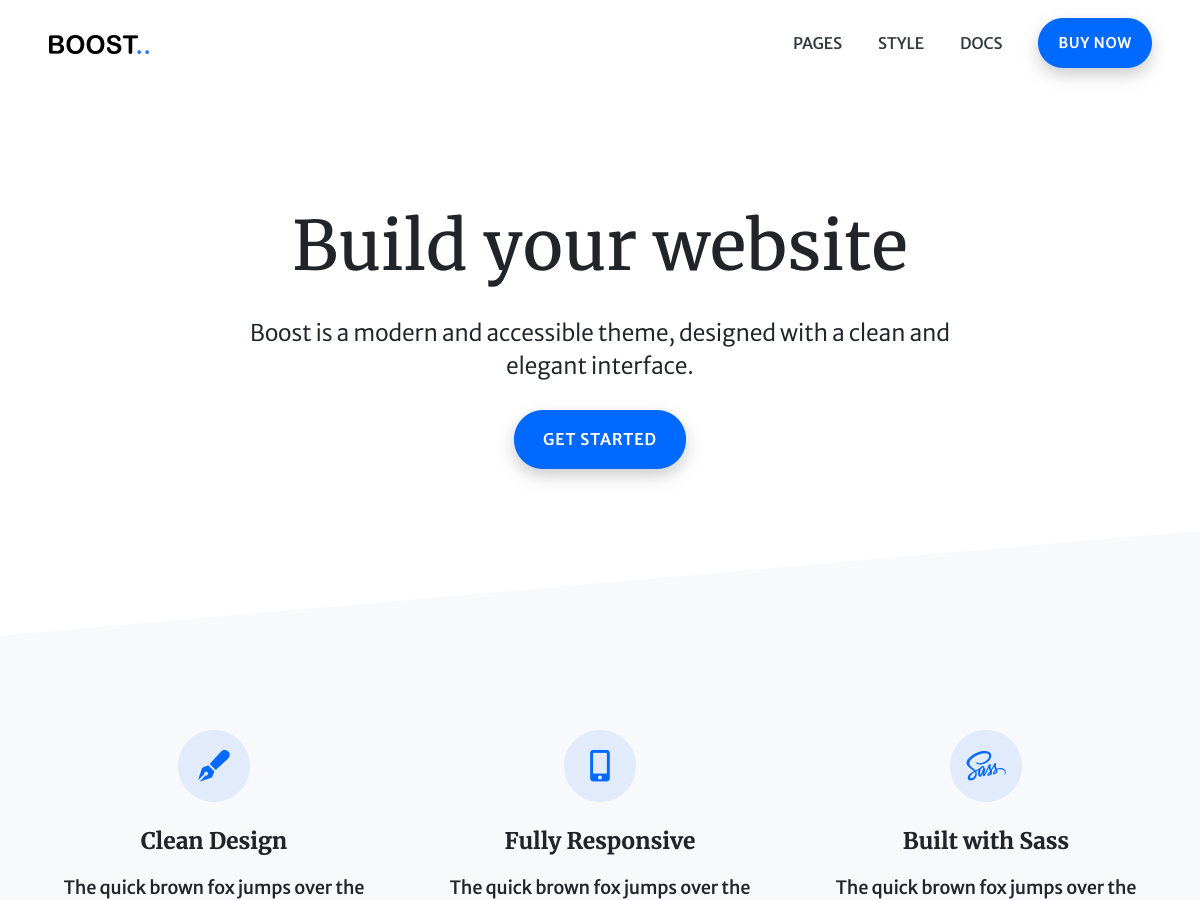 BOOST..
PAGES STYLE DOCS BUY NOW
Build your website
Boost is a modern and accessible theme, designed with a clean and
elegant interface.
GET STARTED
Sass
Clean Design
Fully Responsive
Built with Sass
The quick brown fox jumps over the
The quick brown fox jumps over the
The quick brown fox jumps over the